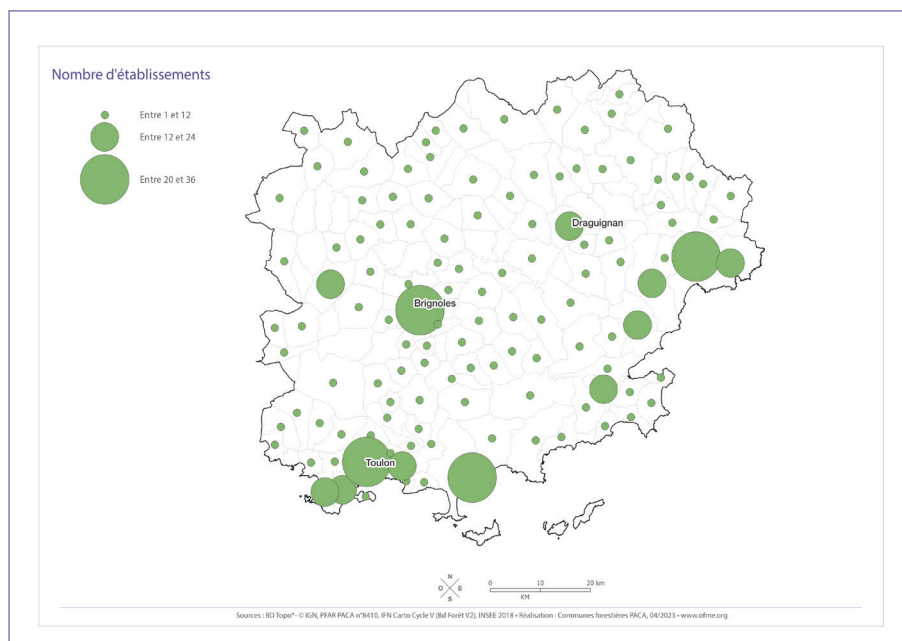 Nombre d'établissements
Entre 1 et 12
Entre 12 et 24
Entre 20 et 36
Draguignan
Brignoles
Toulon
N
O E
S
0 10 20 km
KM
Sources : BD Topo®- © IGN, PFAR PACA n°8410, IFN Carto Cycle V (Bd Forêt V2), INSEE 2018 • Réalisation : Communes forestières PACA, 04/2023 • www.ofme.org